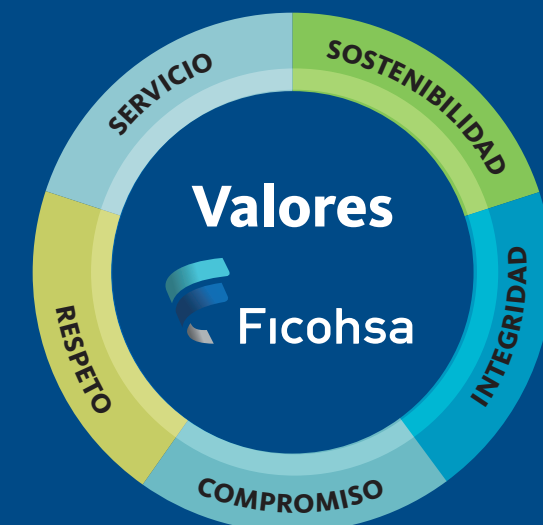 SERVICIO
SOSTENIBILIDAD
Valores
Ficohsa
INTEGRIDAD
RESPETO
COMPROMISO